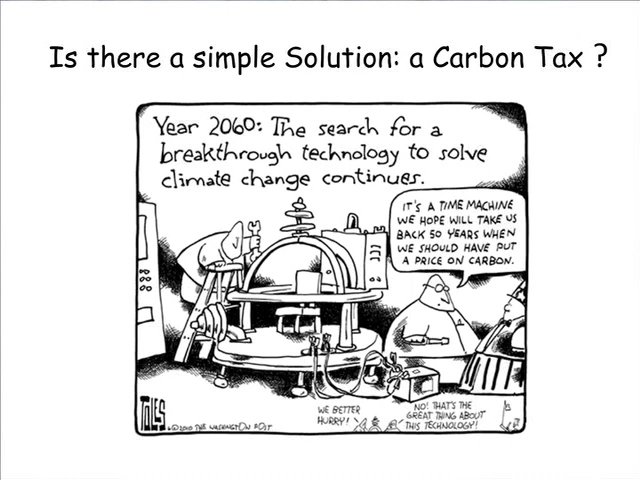 Is there a simple Solution: a Carbon Tax ?
Year 2060: The search for a
breakthrough technology to solve
climate change continues.
IT'S A TIME MACHINE
WE HOPE WILL TAKE US
BACK 50 YEARS WHEN
WE SHOULD HAVE PUT
A PRICE ON CARBON.
WE BETTER
HURRY!
NO! THAT'S THE
GREAT THING ABOUT
THIS TECHNOLOGY!
TOLES
©2010 THE WASHINGTON POST